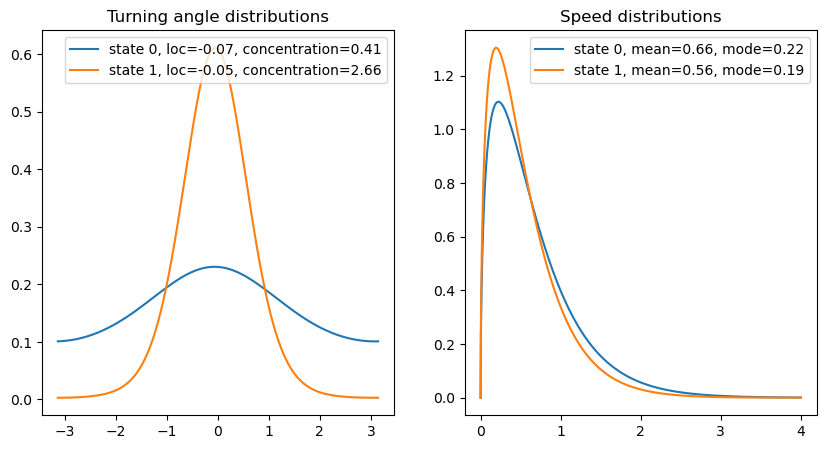 Turning angle distributions
state 0, loc=-0.07, concentration=0.41
state 1, loc=-0.05, concentration=2.66
0.6
0.5
0.4
0.3
0.2
0.1
0.0
−3 −2 −1 0 1 2 3
Speed distributions
state 0, mean=0.66, mode=0.22
state 1, mean=0.56, mode=0.19
1.2
1.0
0.8
0.6
0.4
0.2
0.0
0 1 2 3 4